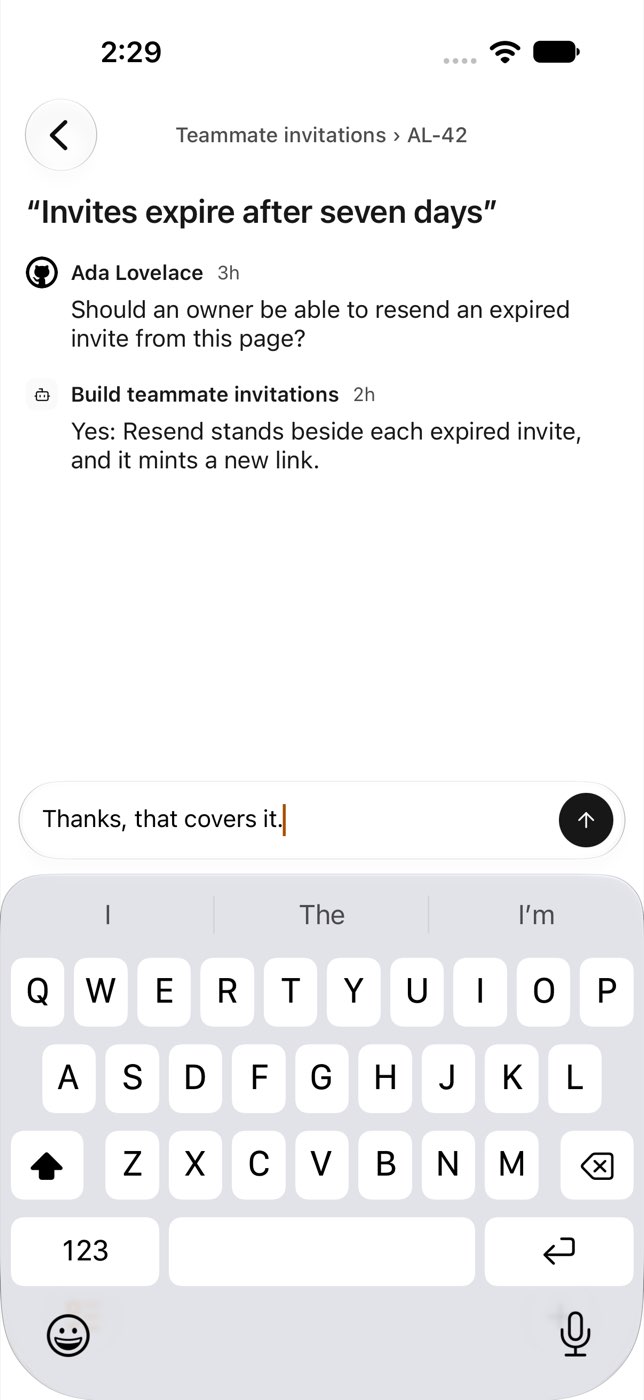 2:29
Teammate invitations › AL-42
“Invites expire after seven days”
Ada Lovelace 3h
Should an owner be able to resend an expired
invite from this page?
Build teammate invitations 2h
Yes: Resend stands beside each expired invite,
and it mints a new link.
Thanks, that covers it.
I The I’m
Q W E R T Y U I O P
A S D F G H J K L
Z X C V B N M
123